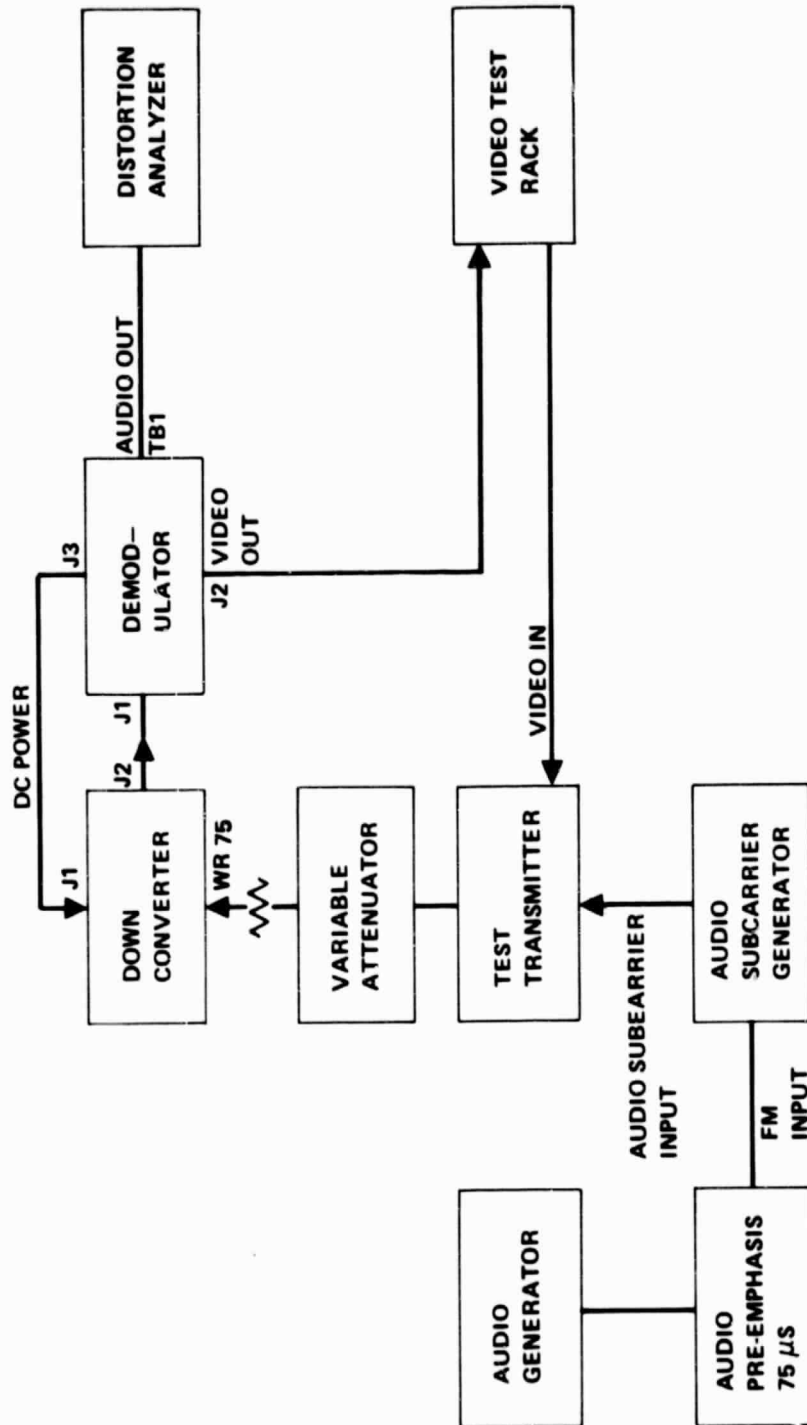 DC POWER
J1
DOWN
CONVERTER
J2
J1
J3
DEMOD–
ULATOR
AUDIO OUT
TB1
DISTORTION
ANALYZER
J2
VIDEO
OUT
WR 75
VARIABLE
ATTENUATOR
TEST
TRANSMITTER
VIDEO IN
VIDEO TEST
RACK
AUDIO SUBEARRIER
INPUT
AUDIO
GENERATOR
AUDIO
PRE-EMPHASIS
75 µS
FM
INPUT
AUDIO
SUBCARRIER
GENERATOR